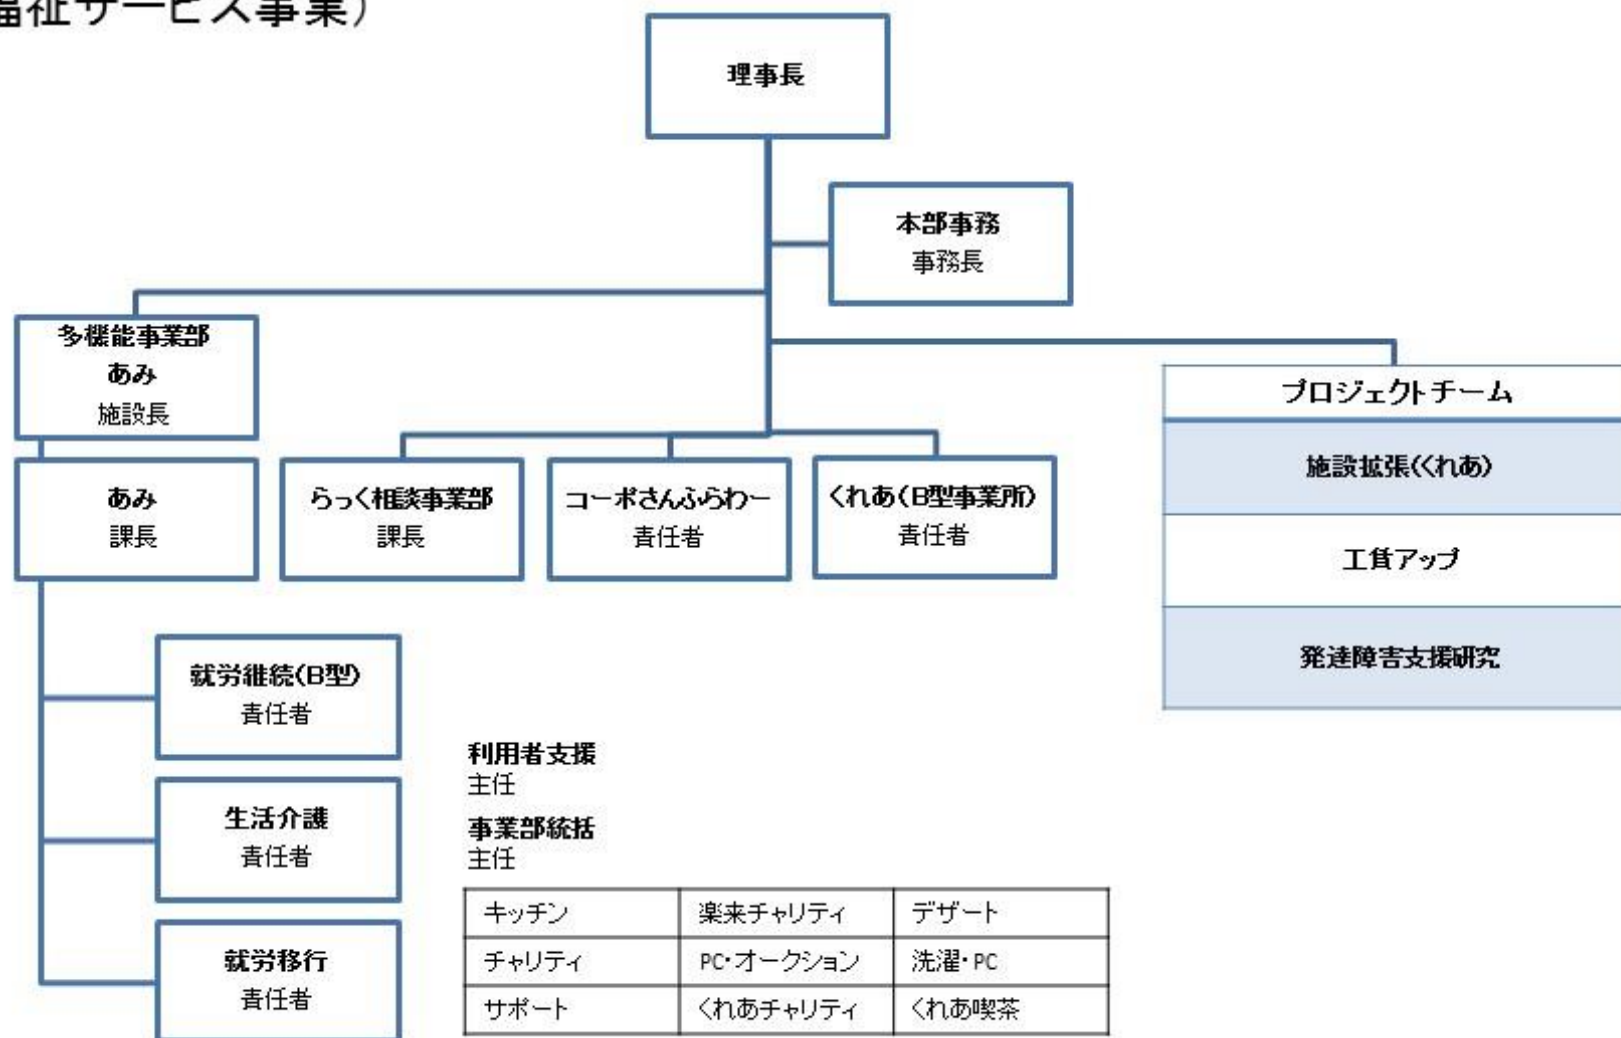 福祉サービス事業）
理事長
本部事務
事務長
多機能事業部
あみ
施設長
あみ
課長
らっく相談事業部
課長
コーポさんふらわー
責任者
くれあ（B型事業所）
責任者
プロジェクトチーム
施設拡張（くれあ）
工賃アップ
発達障害支援研究
就労継続（B型）
責任者
生活介護
責任者
就労移行
責任者
利用者支援
主任
事業部統括
主任
キッチン 楽来チャリティ デザート
チャリティ PC・オークション 洗濯・PC
サポート くれあチャリティ くれあ喫茶